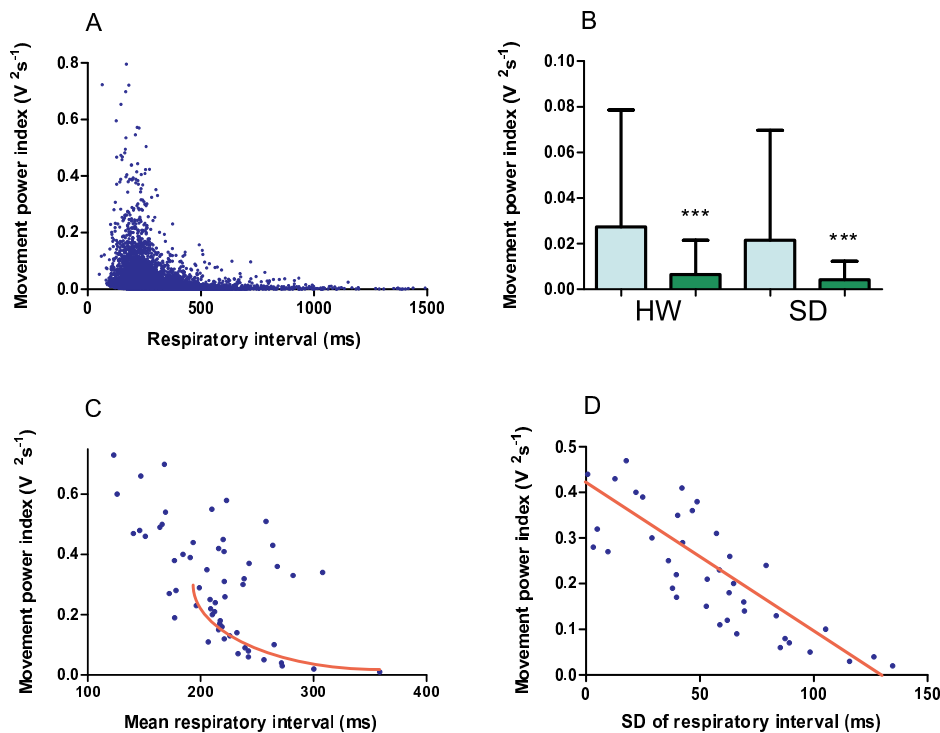 A
Movement power index (V ²s⁻¹)
0.8
0.6
0.4
0.2
0.0
0
500
1000
1500
Respiratory interval (ms)
B
Movement power index (V ²s⁻¹)
0.10
0.08
0.06
0.04
0.02
0.00
***
***
HW
SD
C
Movement power index (V ²s⁻¹)
0.6
0.4
0.2
0.0
100
200
300
400
Mean respiratory interval (ms)
D
Movement power index (V ²s⁻¹)
0.5
0.4
0.3
0.2
0.1
0.0
0
50
100
150
SD of respiratory interval (ms)